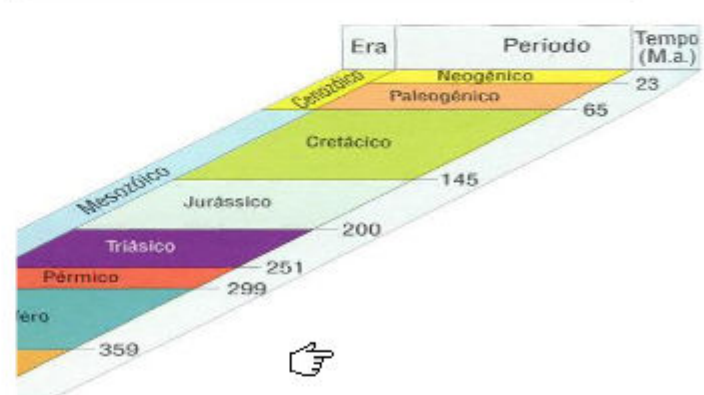 Era
Período
Tempo
(M.a.)
Cenozóico
Neogénico
23
Paleogénico
65
Cretácico
145
Mesozóico
Jurássico
200
Triásico
251
Pérmico
299
fero
359